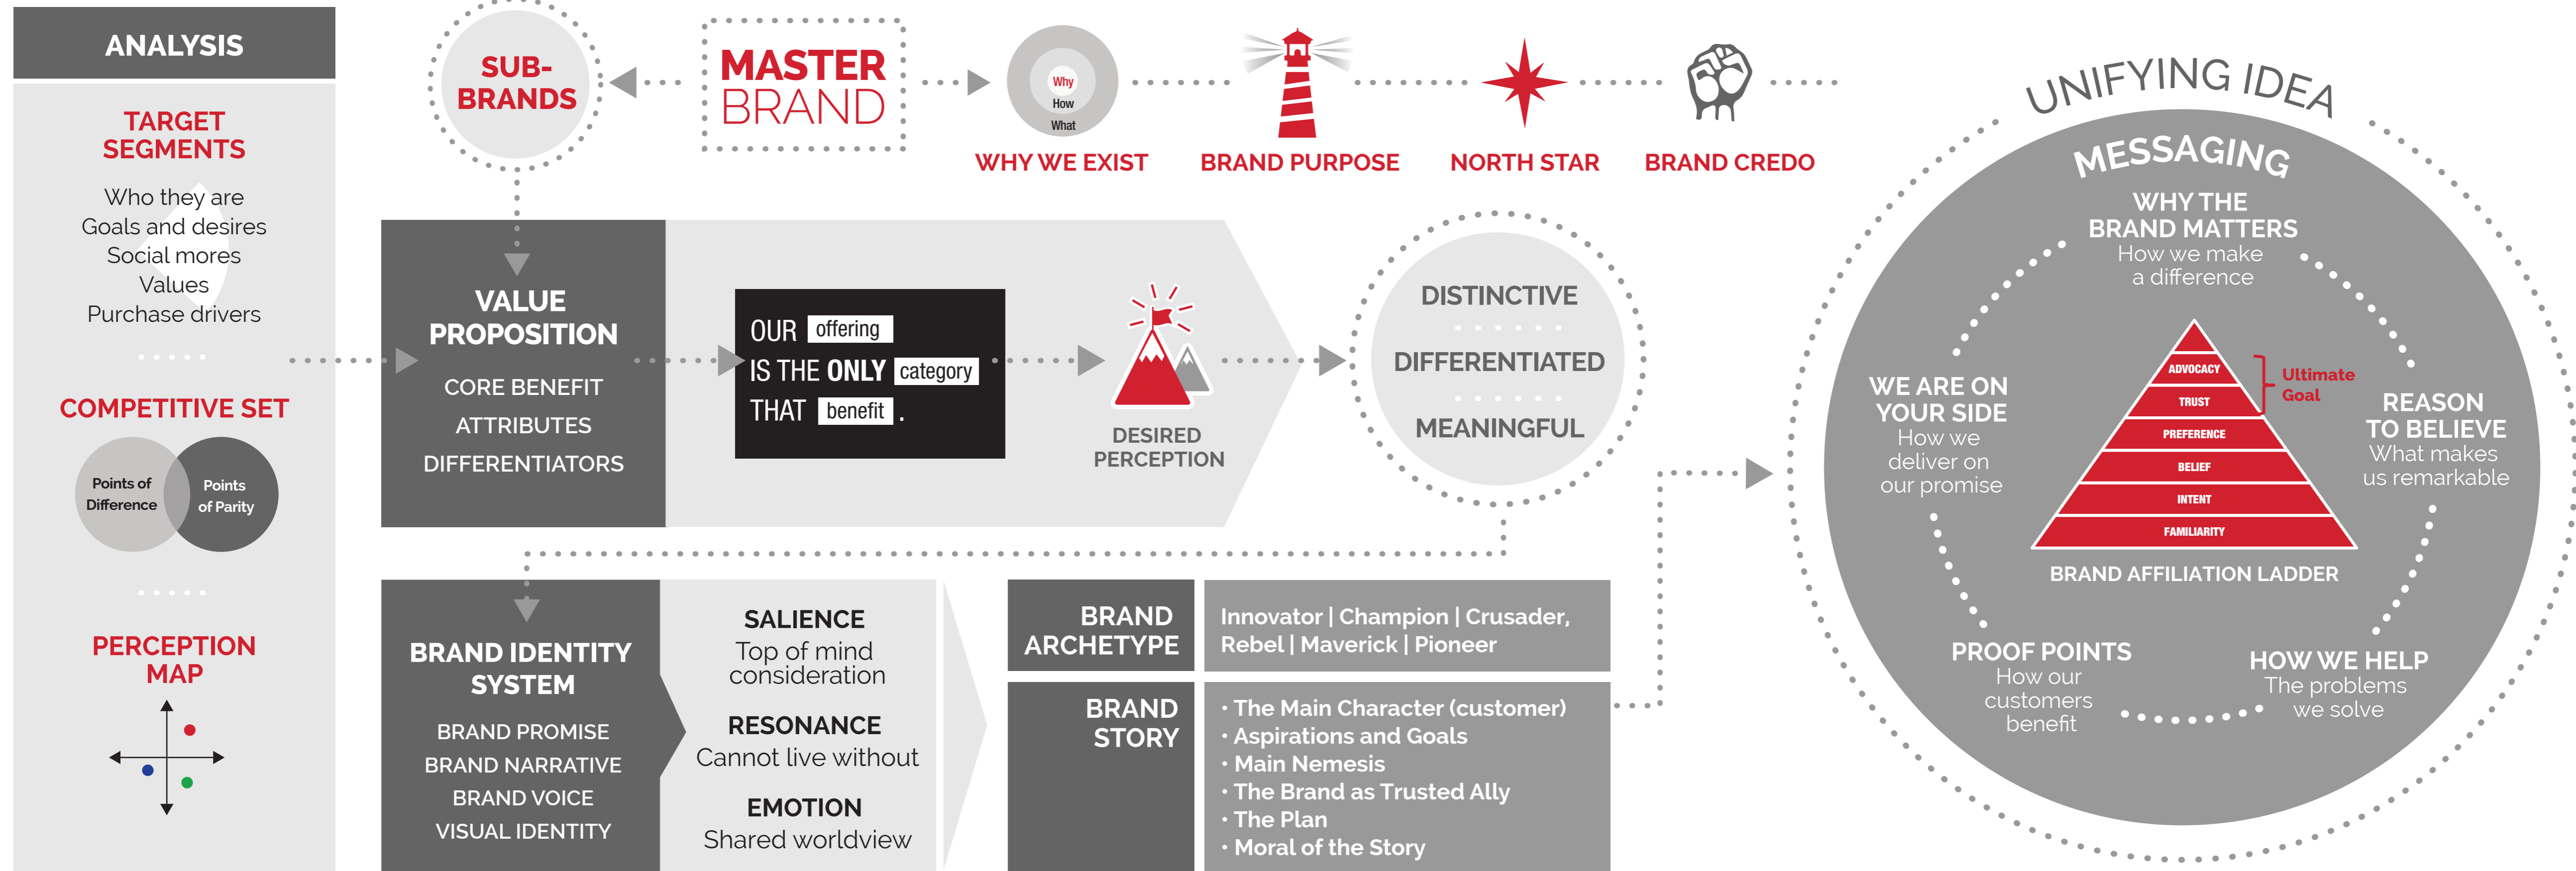 ANALYSIS
TARGET
SEGMENTS
Who they are
Goals and desires
Social mores
Values
Purchase drivers
COMPETITIVE SET
Points of
Difference
Points
of Parity
PERCEPTION
MAP
SUB-
BRANDS
MASTER
BRAND
Why
How
What
WHY WE EXIST
BRAND PURPOSE
NORTH STAR
BRAND CREDO
VALUE
PROPOSITION
CORE BENEFIT
ATTRIBUTES
DIFFERENTIATORS
OUR offering
IS THE ONLY category
THAT benefit .
DESIRED
PERCEPTION
DISTINCTIVE
DIFFERENTIATED
MEANINGFUL
BRAND IDENTITY
SYSTEM
BRAND PROMISE
BRAND NARRATIVE
BRAND VOICE
VISUAL IDENTITY
SALIENCE
Top of mind
consideration
RESONANCE
Cannot live without
EMOTION
Shared worldview
BRAND
ARCHETYPE
Innovator | Champion | Crusader,
Rebel | Maverick | Pioneer
BRAND
STORY
• The Main Character (customer)
• Aspirations and Goals
• Main Nemesis
• The Brand as Trusted Ally
• The Plan
• Moral of the Story
UNIFYING IDEA
MESSAGING
WHY THE
BRAND MATTERS
How we make
a difference
WE ARE ON
YOUR SIDE
How we
deliver on
our promise
ADVOCACY
TRUST
PREFERENCE
BELIEF
INTENT
FAMILIARITY
Ultimate
Goal
BRAND AFFILIATION LADDER
REASON
TO BELIEVE
What makes
us remarkable
PROOF POINTS
How our
customers
benefit
HOW WE HELP
The problems
we solve